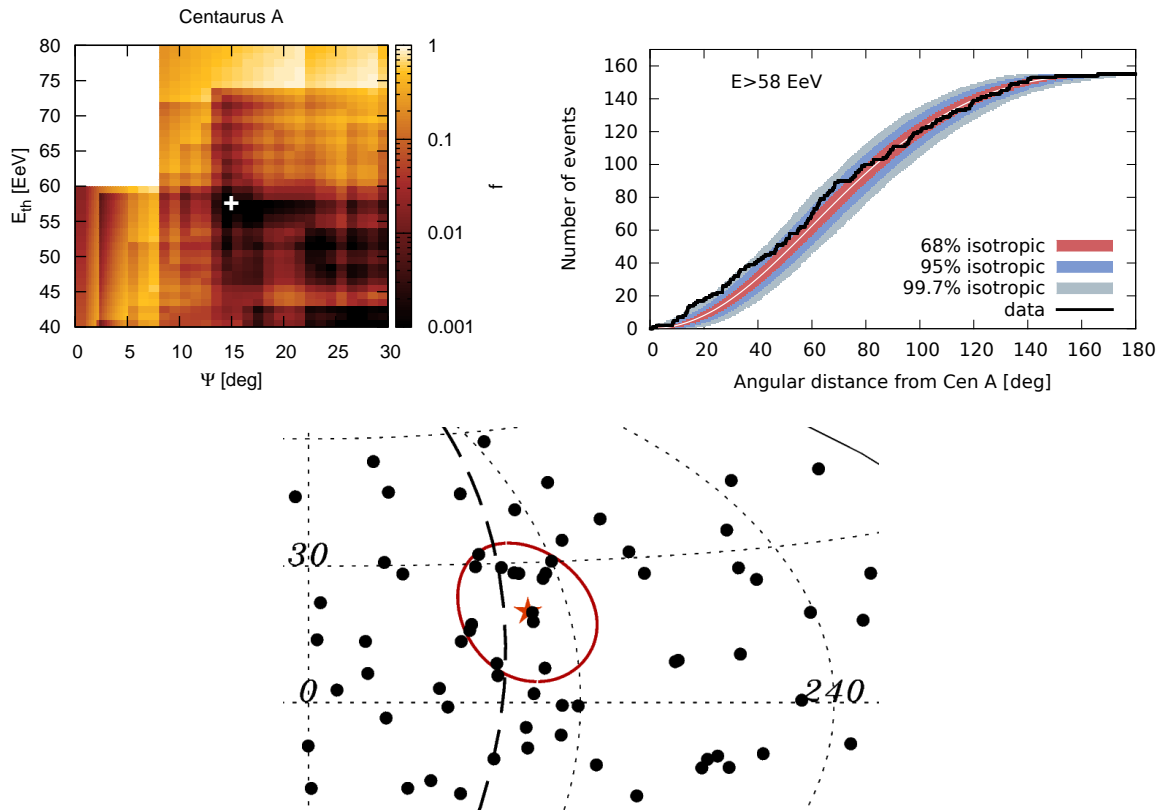 Centaurus A
80
75
70
65
60
55
50
45
40
E_th [EeV]
0 5 10 15 20 25 30
Ψ [deg]
1
0.1
0.01
0.001
f
E>58 EeV
160
140
120
100
80
60
40
20
0
Number of events
68% isotropic
95% isotropic
99.7% isotropic
data
0 20 40 60 80 100 120 140 160 180
Angular distance from Cen A [deg]
30
0 240